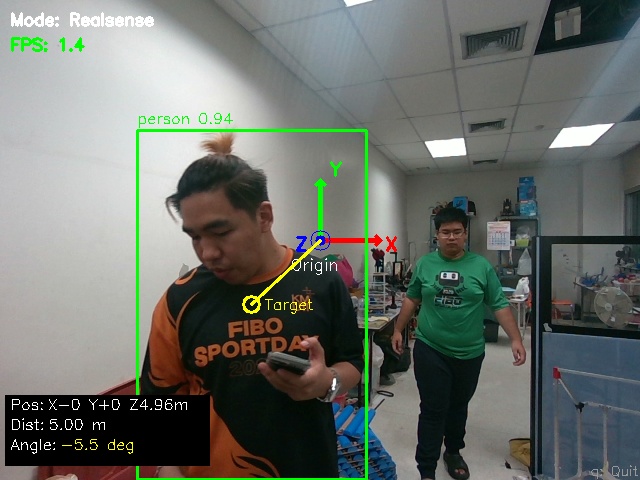 Mode: Realsense
FPS: 1.4
person 0.94
Y
Z
X
Origin
Target
KM
FIBO
SPORTDAY
Pos: X-0 Y+0 Z4.96m
Dist: 5.00 m
Angle: -5.5 deg
q: Quit